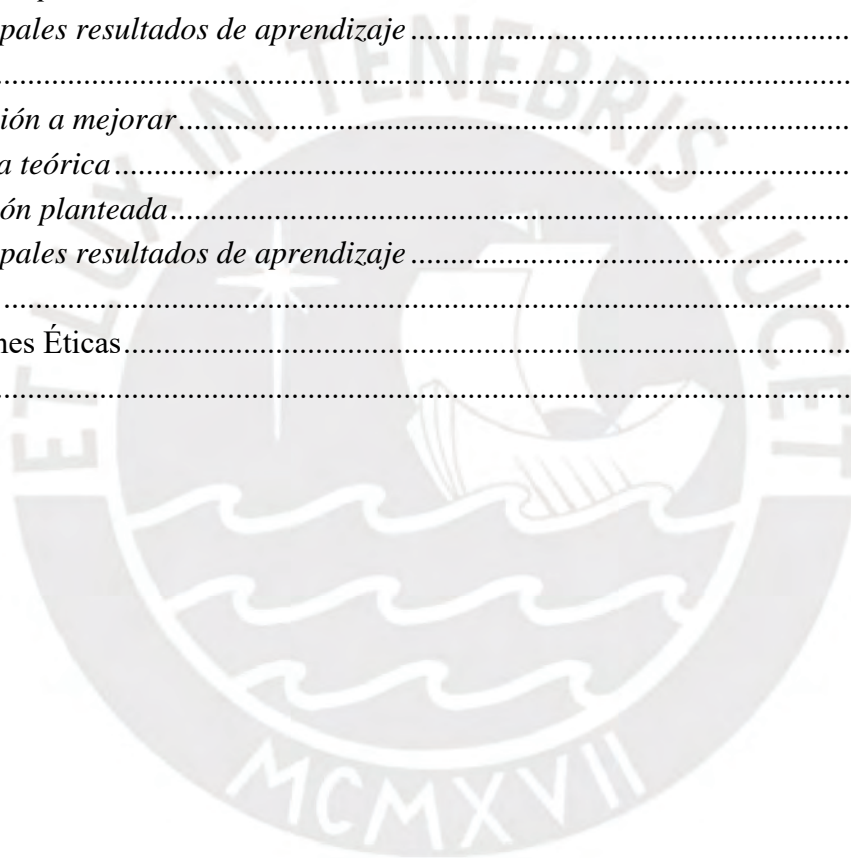 pales resultados de aprendizaje ..........................................................................
...................................................................................................................................
ión a mejorar ..............................................................................................................
a teórica .......................................................................................................................
ón planteada ...............................................................................................................
pales resultados de aprendizaje ..........................................................................
...................................................................................................................................
nes Éticas ....................................................................................................................
...................................................................................................................................
ET LUX IN TENEBRIS LUCET
MCMXVII